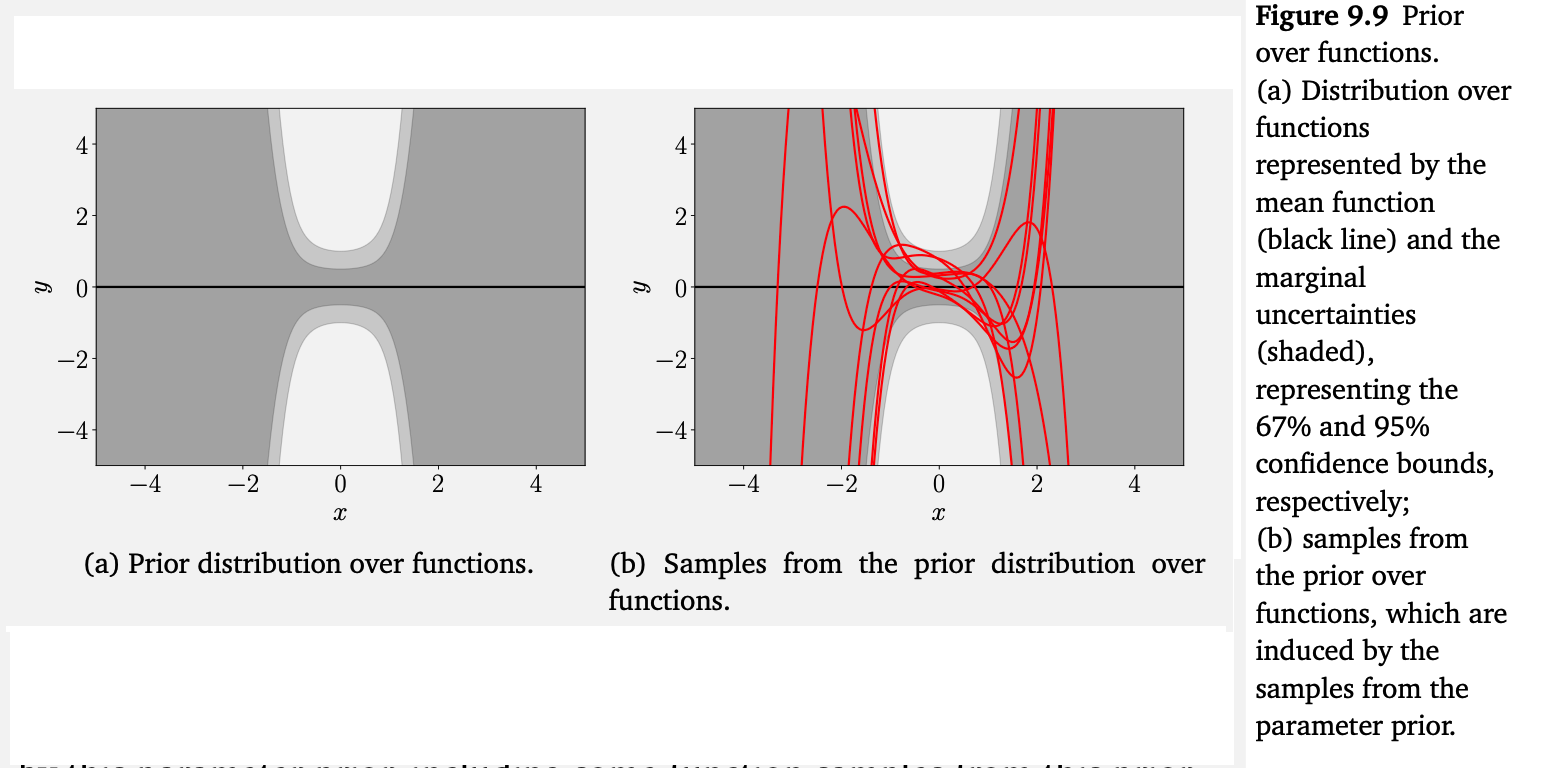 4
2
0
−2
−4
y
−4
−2
0
2
4
x
(a) Prior distribution over functions.
4
2
0
−2
−4
y
−4
−2
0
2
4
x
(b) Samples from the prior distribution over
functions.
Figure 9.9 Prior
over functions.
(a) Distribution over
functions
represented by the
mean function
(black line) and the
marginal
uncertainties
(shaded),
representing the
67% and 95%
confidence bounds,
respectively;
(b) samples from
the prior over
functions, which are
induced by the
samples from the
parameter prior.